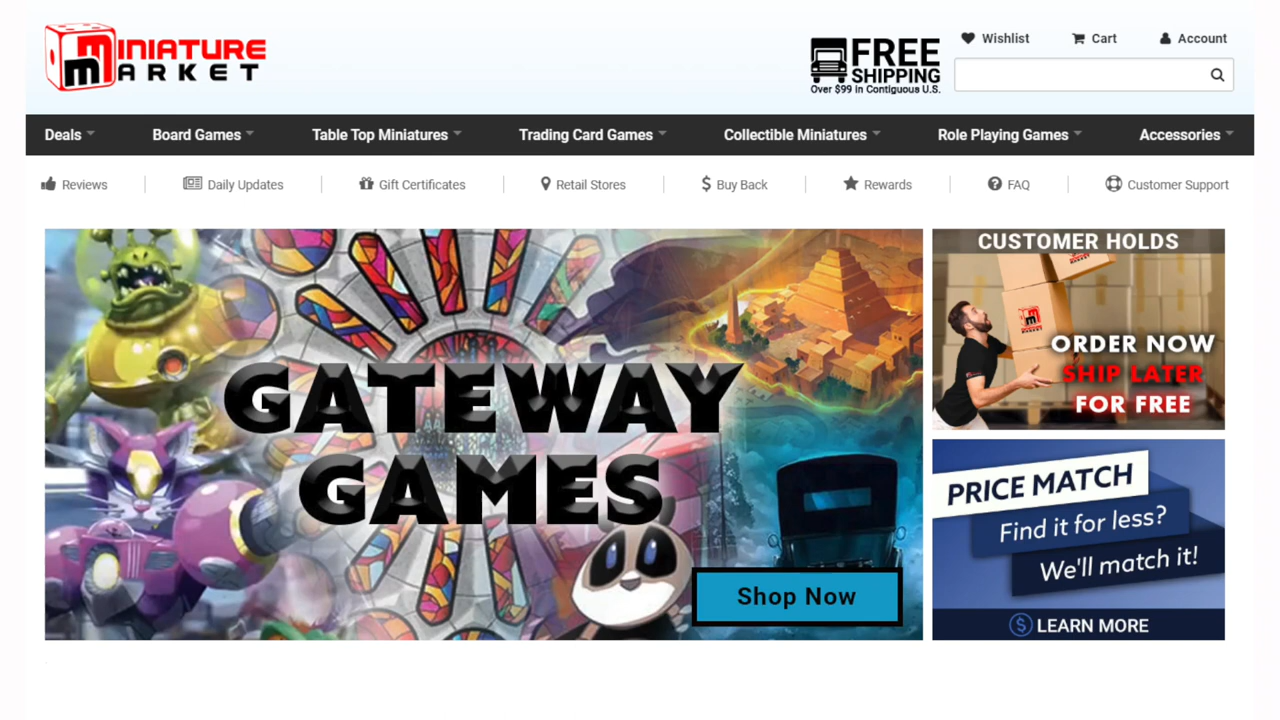 MINIATURE
MARKET
FREE
SHIPPING
Over $99 in Contiguous U.S.
Wishlist
Cart
Account
Deals
Board Games
Table Top Miniatures
Trading Card Games
Collectible Miniatures
Role Playing Games
Accessories
Reviews
Daily Updates
Gift Certificates
Retail Stores
Buy Back
Rewards
FAQ
Customer Support
GATEWAY
GAMES
Shop Now
CUSTOMER HOLDS
ORDER NOW
SHIP LATER
FOR FREE
PRICE MATCH
Find it for less?
We'll match it!
LEARN MORE